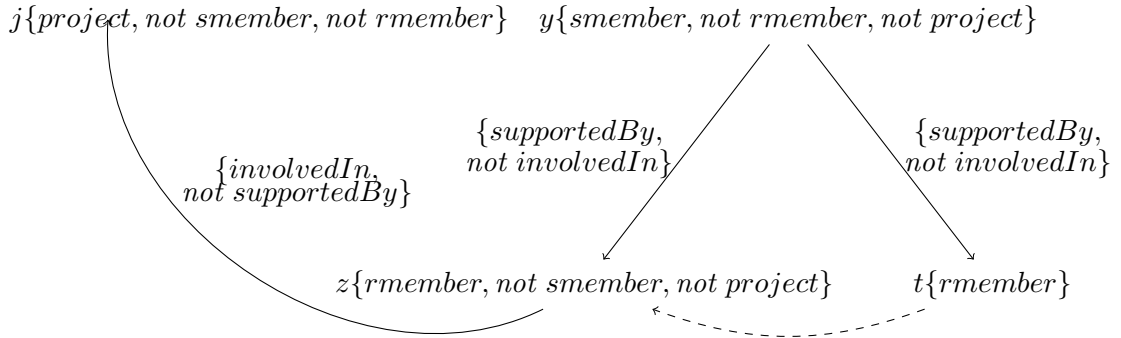 j{project, not smember, not rmember}
y{smember, not rmember, not project}
{supportedBy,
not involvedIn}
{supportedBy,
not involvedIn}
{involvedIn,
not supportedBy}
z{rmember, not smember, not project}
t{rmember}